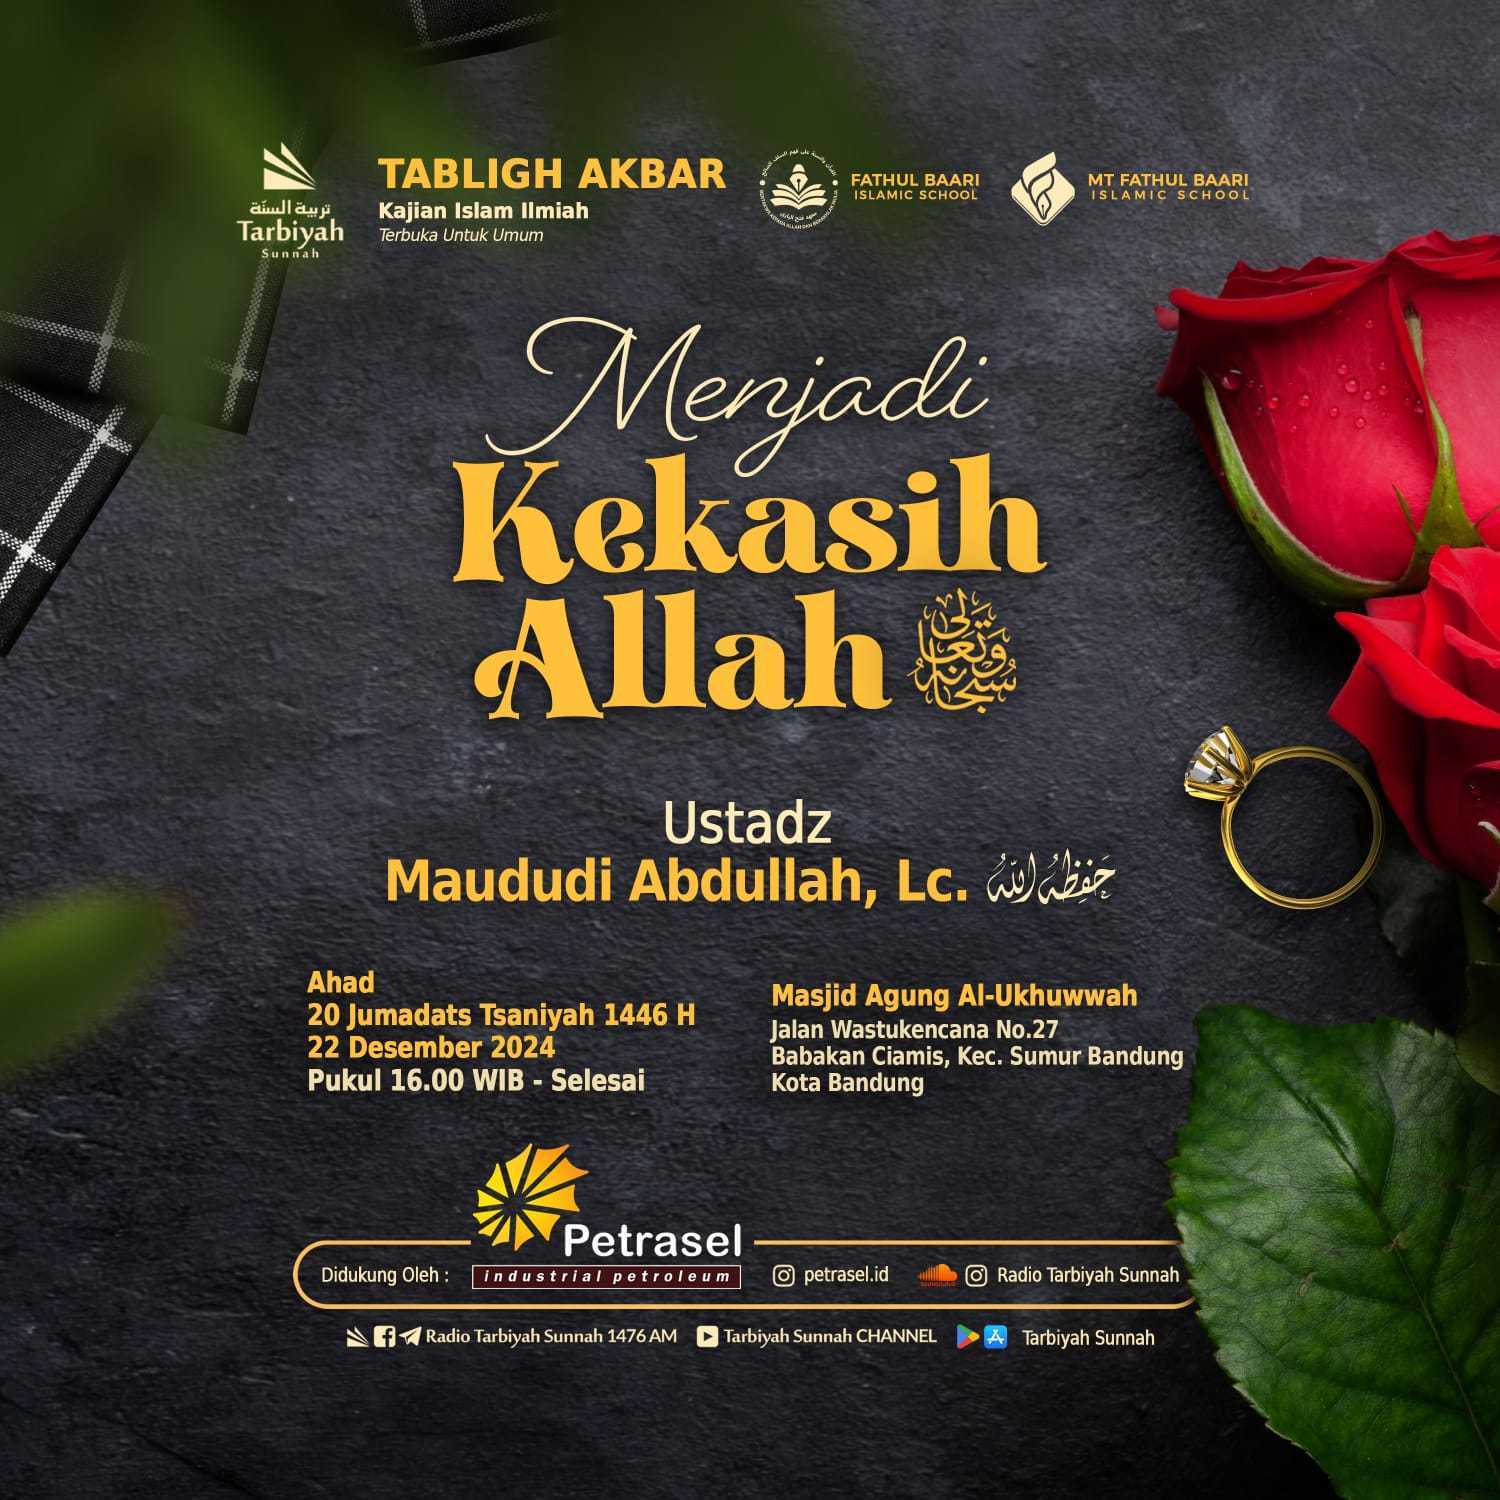 تربية السنة
Tarbiyah
Sunnah
TABLIGH AKBAR
Kajian Islam Ilmiah
Terbuka Untuk Umum
FATHUL BAARI
ISLAMIC SCHOOL
MT FATHUL BAARI
ISLAMIC SCHOOL
Menjadi
Kekasih
Allah سُبْحَانَهُ وَتَعَالَى
Ustadz
Maududi Abdullah, Lc. حَفِظَهُ اللّٰهُ
Ahad
20 Jumadats Tsaniyah 1446 H
22 Desember 2024
Pukul 16.00 WIB - Selesai
Masjid Agung Al-Ukhuwwah
Jalan Wastukencana No.27
Babakan Ciamis, Kec. Sumur Bandung
Kota Bandung
Didukung Oleh :
Petrasel
industrial petroleum
petrasel.id
Radio Tarbiyah Sunnah
Radio Tarbiyah Sunnah 1476 AM
Tarbiyah Sunnah CHANNEL
Tarbiyah Sunnah